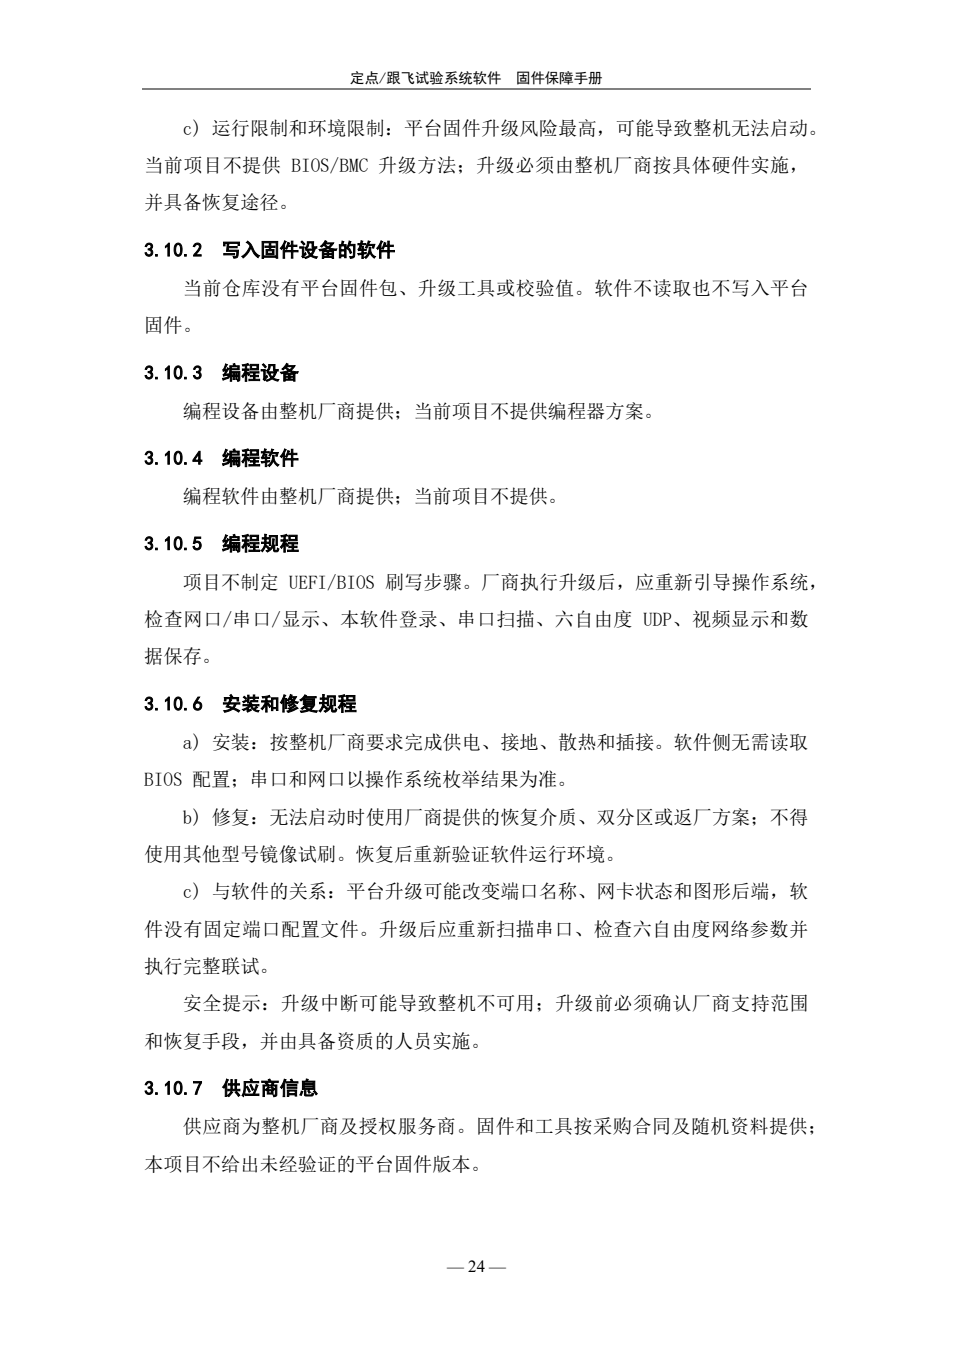 定点/跟飞试验系统软件　固件保障手册
c) 运行限制和环境限制：平台固件升级风险最高，可能导致整机无法启动。
当前项目不提供 BIOS/BMC 升级方法；升级必须由整机厂商按具体硬件实施，
并具备恢复途径。
3.10.2　写入固件设备的软件
当前仓库没有平台固件包、升级工具或校验值。软件不读取也不写入平台
固件。
3.10.3　编程设备
编程设备由整机厂商提供；当前项目不提供编程器方案。
3.10.4　编程软件
编程软件由整机厂商提供；当前项目不提供。
3.10.5　编程规程
项目不制定 UEFI/BIOS 刷写步骤。厂商执行升级后，应重新引导操作系统，
检查网口/串口/显示、本软件登录、串口扫描、六自由度 UDP、视频显示和数
据保存。
3.10.6　安装和修复规程
a) 安装：按整机厂商要求完成供电、接地、散热和插接。软件侧无需读取
BIOS 配置；串口和网口以操作系统枚举结果为准。
b) 修复：无法启动时使用厂商提供的恢复介质、双分区或返厂方案；不得
使用其他型号镜像试刷。恢复后重新验证软件运行环境。
c) 与软件的关系：平台升级可能改变端口名称、网卡状态和图形后端，软
件没有固定端口配置文件。升级后应重新扫描串口、检查六自由度网络参数并
执行完整联试。
安全提示：升级中断可能导致整机不可用；升级前必须确认厂商支持范围
和恢复手段，并由具备资质的人员实施。
3.10.7　供应商信息
供应商为整机厂商及授权服务商。固件和工具按采购合同及随机资料提供；
本项目不给出未经验证的平台固件版本。
— 24 —